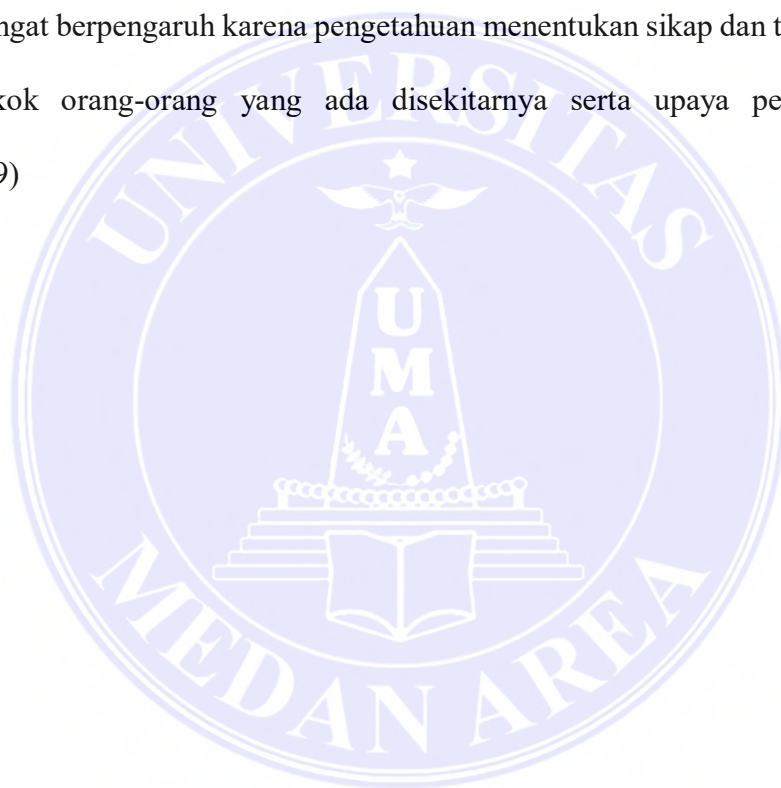 ngat berpengaruh karena pengetahuan menentukan sikap dan t
kok orang-orang yang ada disekitarnya serta upaya pe
9)
UNIVERSITAS
U
M
A
MEDAN AREA